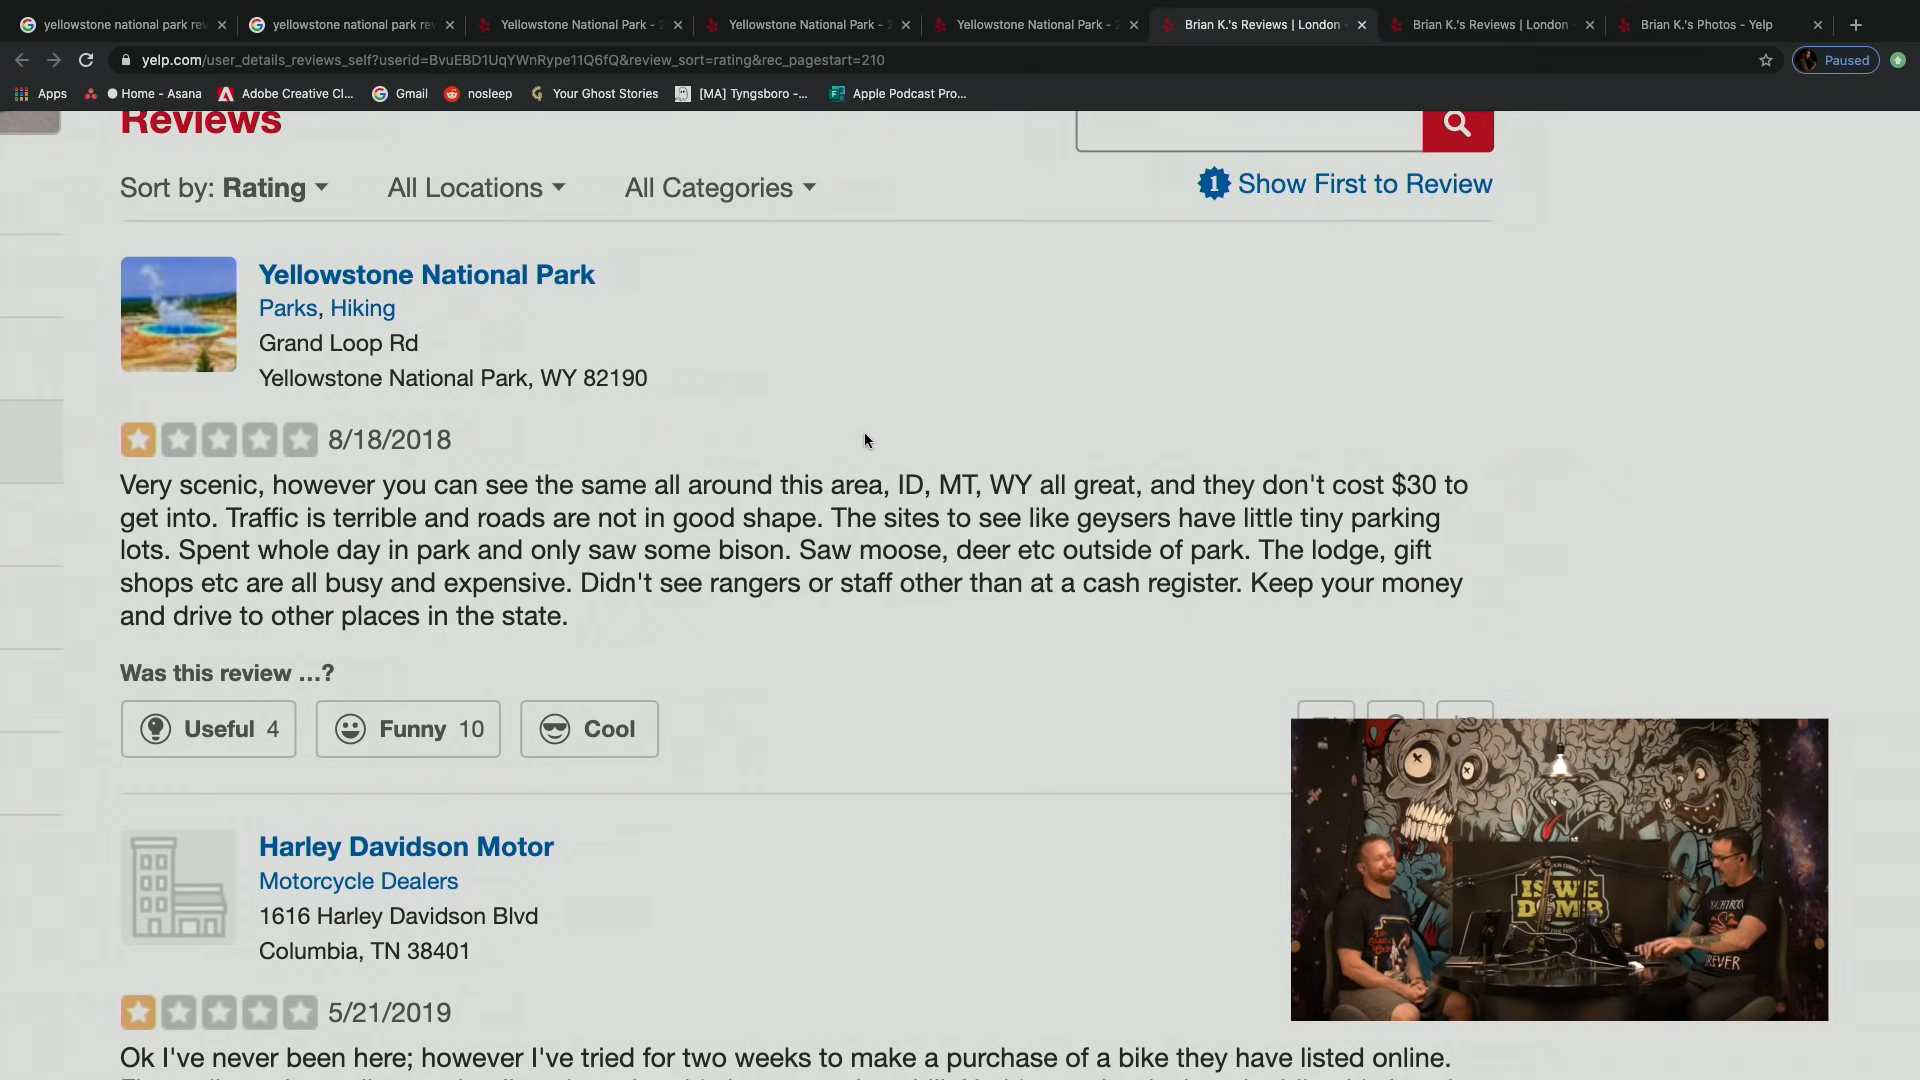 yellowstone national park rev
yellowstone national park rev
Yellowstone National Park - 2
Yellowstone National Park - 2
Yellowstone National Park - 2
Brian K.'s Reviews | London -
Brian K.'s Reviews | London -
Brian K.'s Photos - Yelp
yelp.com/user_details_reviews_self?userid=BvuEBD1UqYWnRype11Q6fQ&review_sort=rating&rec_pagestart=210
Paused
Apps
Home - Asana
Adobe Creative Cl...
Gmail
nosleep
Your Ghost Stories
[MA] Tyngsboro -...
Apple Podcast Pro...
Reviews
Sort by: Rating
All Locations
All Categories
1 Show First to Review
Yellowstone National Park
Parks, Hiking
Grand Loop Rd
Yellowstone National Park, WY 82190
8/18/2018
Very scenic, however you can see the same all around this area, ID, MT, WY all great, and they don't cost $30 to
get into. Traffic is terrible and roads are not in good shape. The sites to see like geysers have little tiny parking
lots. Spent whole day in park and only saw some bison. Saw moose, deer etc outside of park. The lodge, gift
shops etc are all busy and expensive. Didn't see rangers or staff other than at a cash register. Keep your money
and drive to other places in the state.
Was this review …?
Useful 4
Funny 10
Cool
Harley Davidson Motor
Motorcycle Dealers
1616 Harley Davidson Blvd
Columbia, TN 38401
5/21/2019
Ok I've never been here; however I've tried for two weeks to make a purchase of a bike they have listed online.
IS WE
DUMB
YACHT ROCK